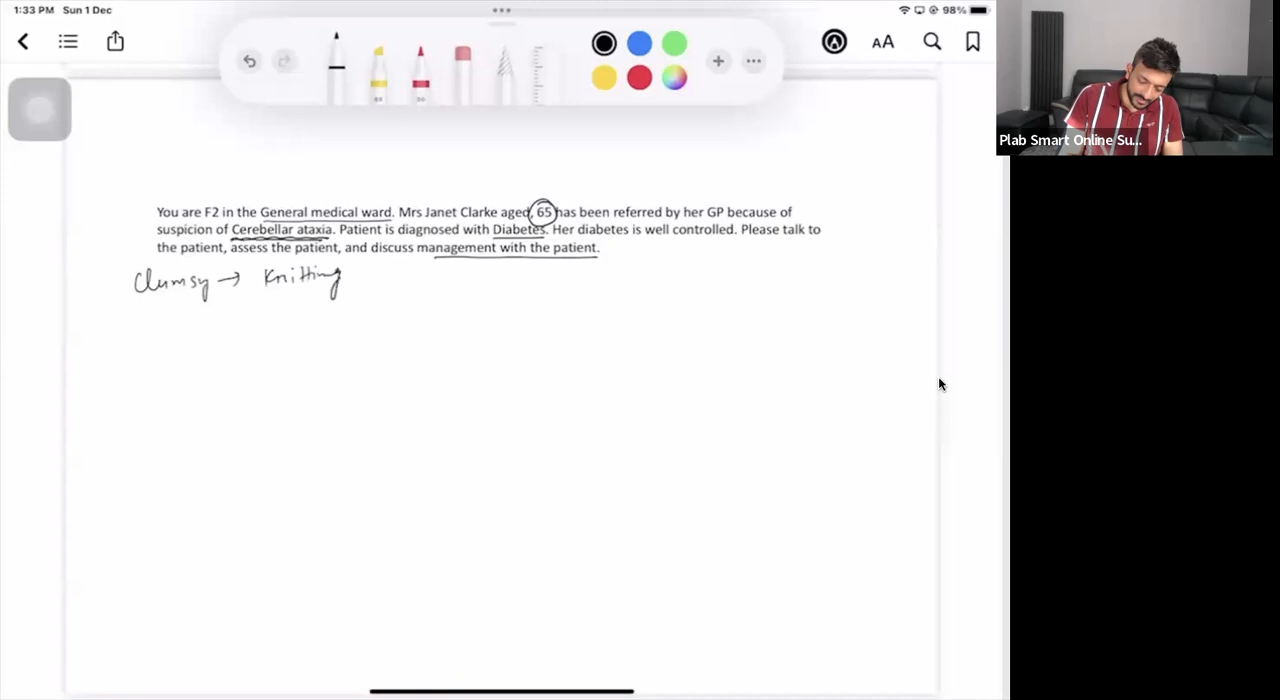 1:33 PM Sun 1 Dec
98%
AA
Plab Smart Online Su...
You are F2 in the General medical ward. Mrs Janet Clarke aged, 65 has been referred by her GP because of
suspicion of Cerebellar ataxia. Patient is diagnosed with Diabetes. Her diabetes is well controlled. Please talk to
the patient, assess the patient, and discuss management with the patient.
Clumsy → Knitting